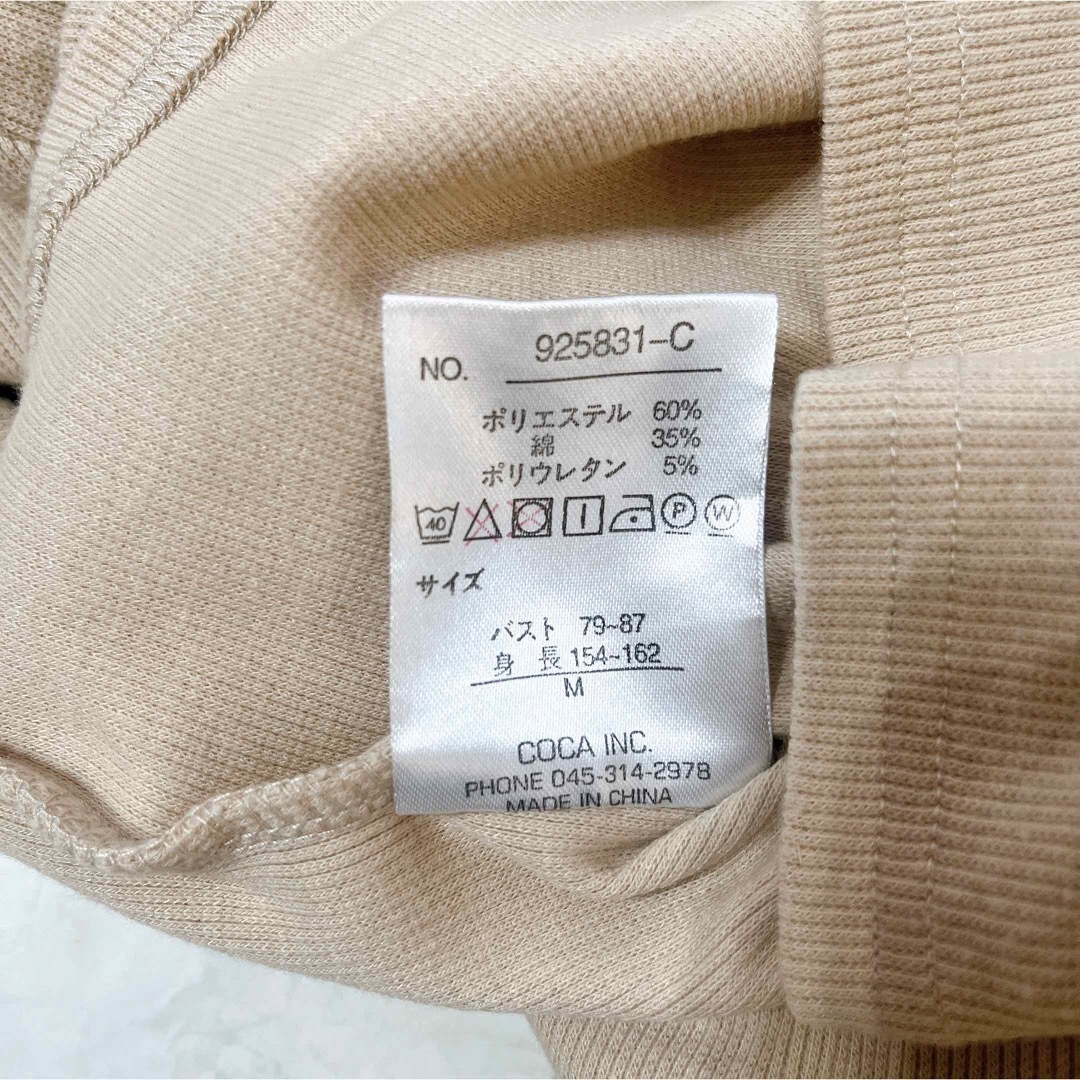 NO. 925831-C
ポリエステル 60%
綿 35%
ポリウレタン 5%
40 P W
サイズ
バスト 79~87
身長 154~162
M
COCA INC.
PHONE 045-314-2978
MADE IN CHINA